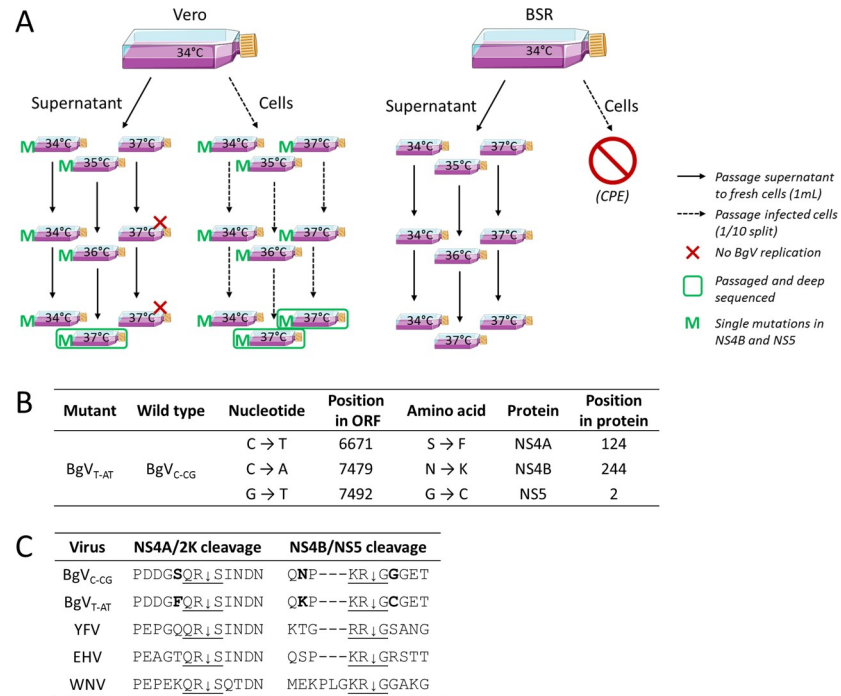 A
Vero
BSR
34°C
34°C
Supernatant
Cells
Supernatant
Cells
M 34°C
37°C
M 34°C
M 37°C
34°C
37°C
M 35°C
M 35°C
35°C
(CPE)
M 34°C
37°C
M 34°C
M 37°C
34°C
37°C
M 36°C
M 36°C
36°C
M 34°C
37°C
M 34°C
M 37°C
34°C
37°C
M 37°C
M 37°C
37°C
Passage supernatant
to fresh cells (1mL)
Passage infected cells
(1/10 split)
No BgV replication
Passaged and deep
sequenced
M Single mutations in
NS4B and NS5
B
Mutant Wild type Nucleotide Position in ORF Amino acid Protein Position in protein
C → T 6671 S → F NS4A 124
BgVT-AT BgVC-CG C → A 7479 N → K NS4B 244
G → T 7492 G → C NS5 2
C
Virus NS4A/2K cleavage NS4B/NS5 cleavage
BgVC-CG PDDGSQR↓SINDN QNP---KR↓GGGET
BgVT-AT PDDGFQR↓SINDN QKP---KR↓GCGET
YFV PEPGQQR↓SINDN KTG---RR↓GSANG
EHV PEAGTQR↓SINDN QSP---KR↓GRSTT
WNV PEPEKQR↓SQTDN MEKPLGKR↓GGAKG